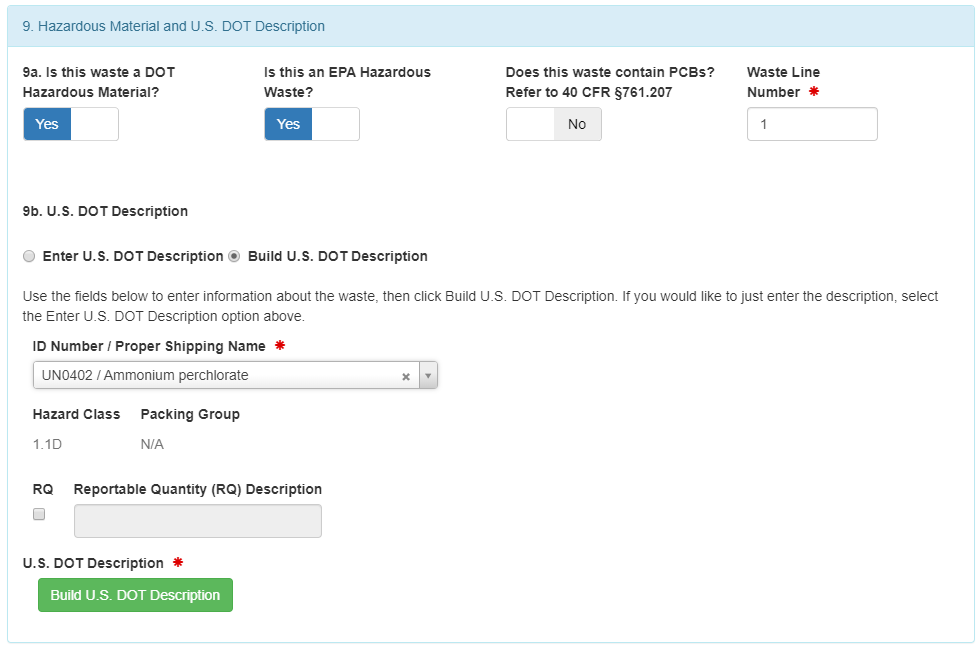 9. Hazardous Material and U.S. DOT Description
9a. Is this waste a DOT Hazardous Material?
Yes
Is this an EPA Hazardous Waste?
Yes
Does this waste contain PCBs? Refer to 40 CFR §761.207
No
Waste Line Number *
1
9b. U.S. DOT Description
Enter U.S. DOT Description Build U.S. DOT Description
Use the fields below to enter information about the waste, then click Build U.S. DOT Description. If you would like to just enter the description, select
the Enter U.S. DOT Description option above.
ID Number / Proper Shipping Name *
UN0402 / Ammonium perchlorate ×
Hazard Class Packing Group
1.1D N/A
RQ Reportable Quantity (RQ) Description
U.S. DOT Description *
Build U.S. DOT Description